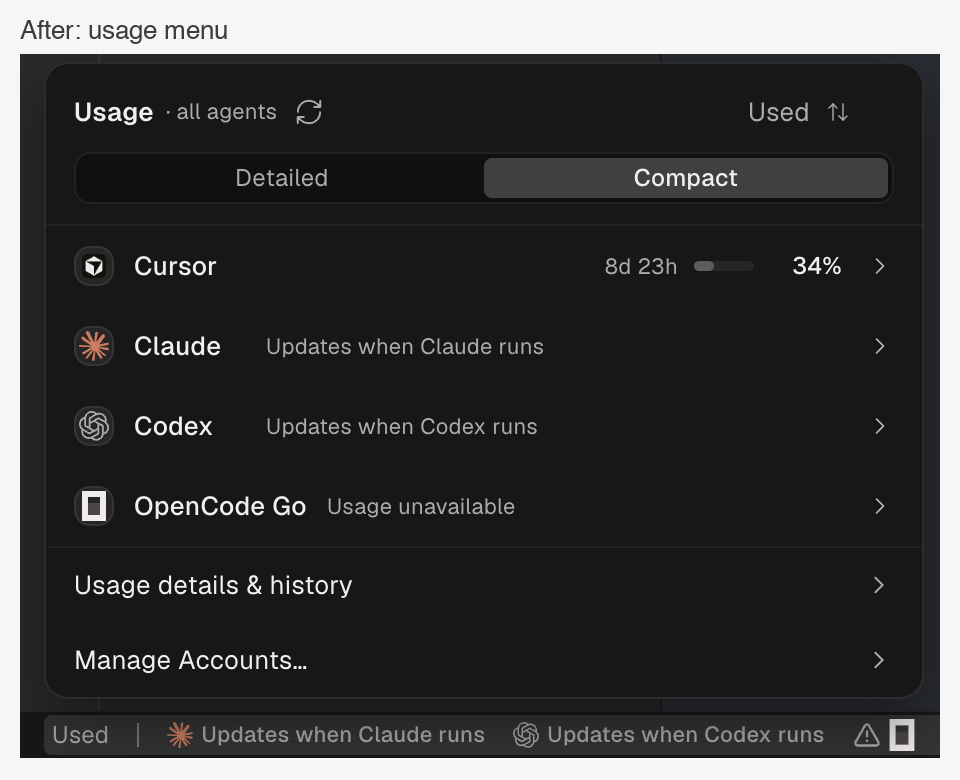 After: usage menu
Usage · all agents Used
Detailed Compact
Cursor 8d 23h 34%
Claude Updates when Claude runs
Codex Updates when Codex runs
OpenCode Go Usage unavailable
Usage details & history
Manage Accounts…
Used | Updates when Claude runs Updates when Codex runs